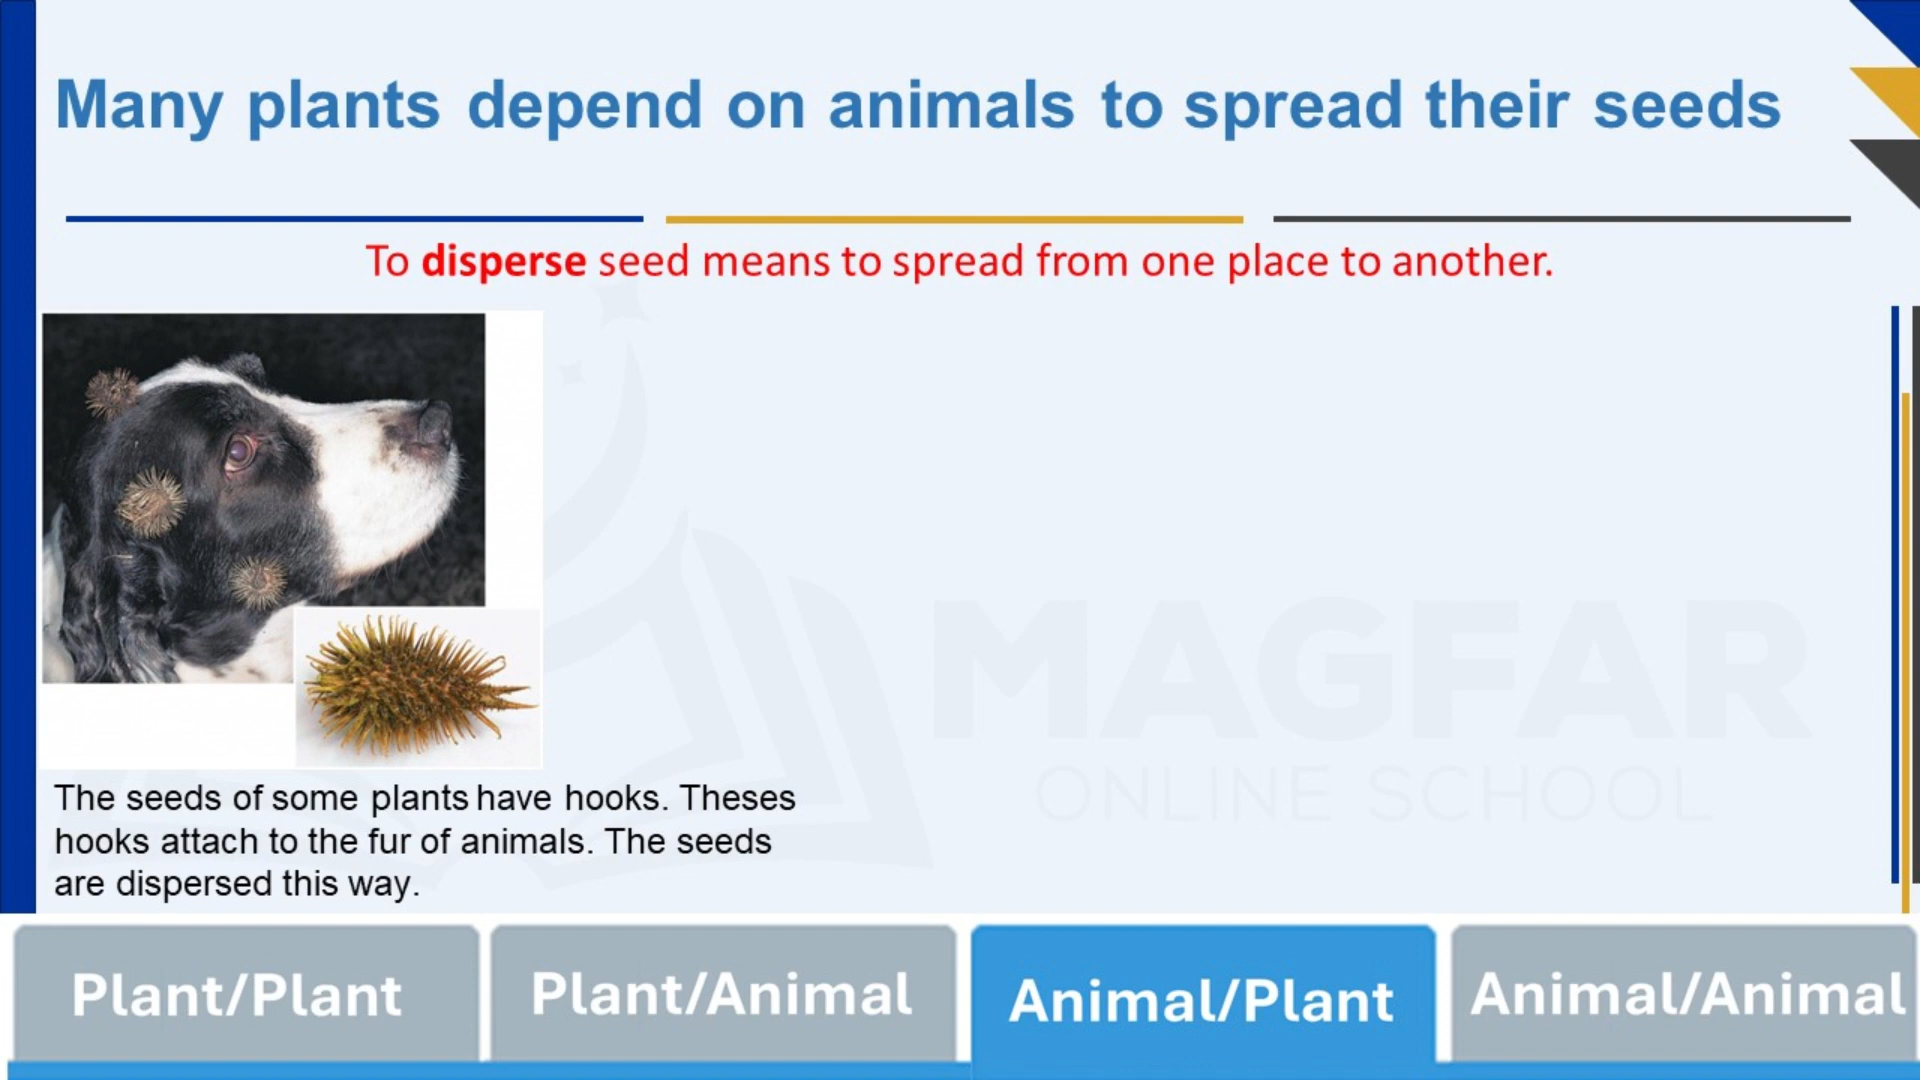 Many plants depend on animals to spread their seeds
To disperse seed means to spread from one place to another.
MAGFAR
ONLINE SCHOOL
The seeds of some plants have hooks. Theses
hooks attach to the fur of animals. The seeds
are dispersed this way.
Plant/Plant
Plant/Animal
Animal/Plant
Animal/Animal